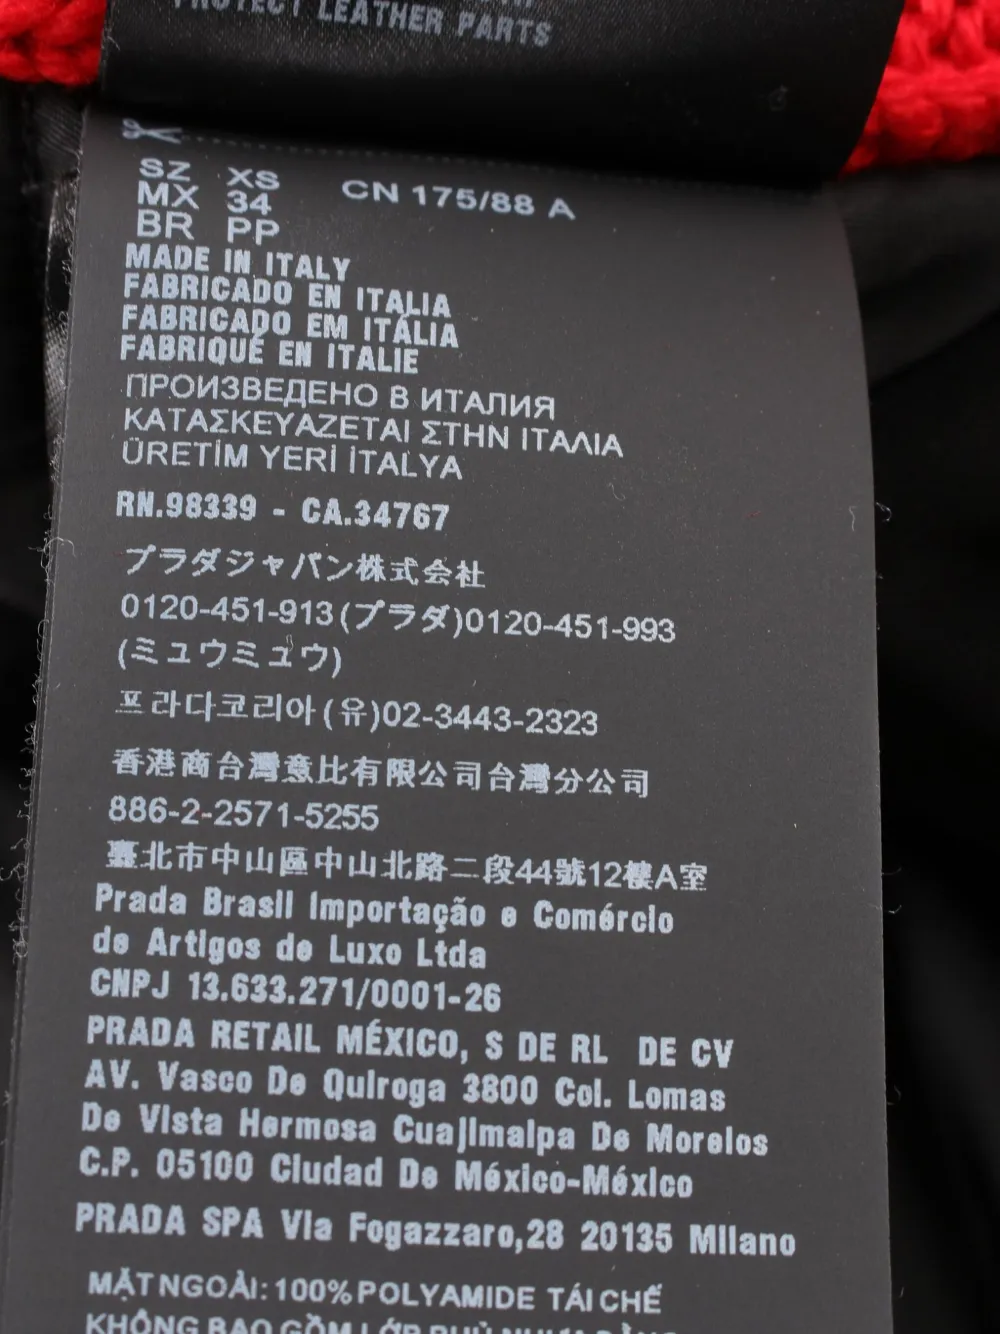 PROTECT LEATHER PARTS
SZ XS CN 175/88 A
MX 34
BR PP
MADE IN ITALY
FABRICADO EN ITALIA
FABRICADO EM ITÁLIA
FABRIQUÉ EN ITALIE
ПРОИЗВЕДЕНО В ИТАЛИЯ
ΚΑΤΑΣΚΕΥΑΖΕΤΑΙ ΣΤΗΝ ΙΤΑΛΙΑ
ÜRETİM YERİ İTALYA
RN.98339 - CA.34767
プラダジャパン株式会社
0120-451-913(プラダ)0120-451-993
(ミュウミュウ)
프라다코리아(유)02-3443-2323
香港商台灣意比有限公司台灣分公司
886-2-2571-5255
臺北市中山區中山北路二段44號12樓A室
Prada Brasil Importação e Comércio
de Artigos de Luxo Ltda
CNPJ 13.633.271/0001-26
PRADA RETAIL MÉXICO, S DE RL DE CV
AV. Vasco De Quiroga 3800 Col. Lomas
De Vista Hermosa Cuajimalpa De Morelos
C.P. 05100 Ciudad De México-México
PRADA SPA Via Fogazzaro,28 20135 Milano
MẶT NGOÀI: 100% POLYAMIDE TÁI CHẾ
KHÔNG BAO GỒM LỚP PHỦ NHỰA BẰNG